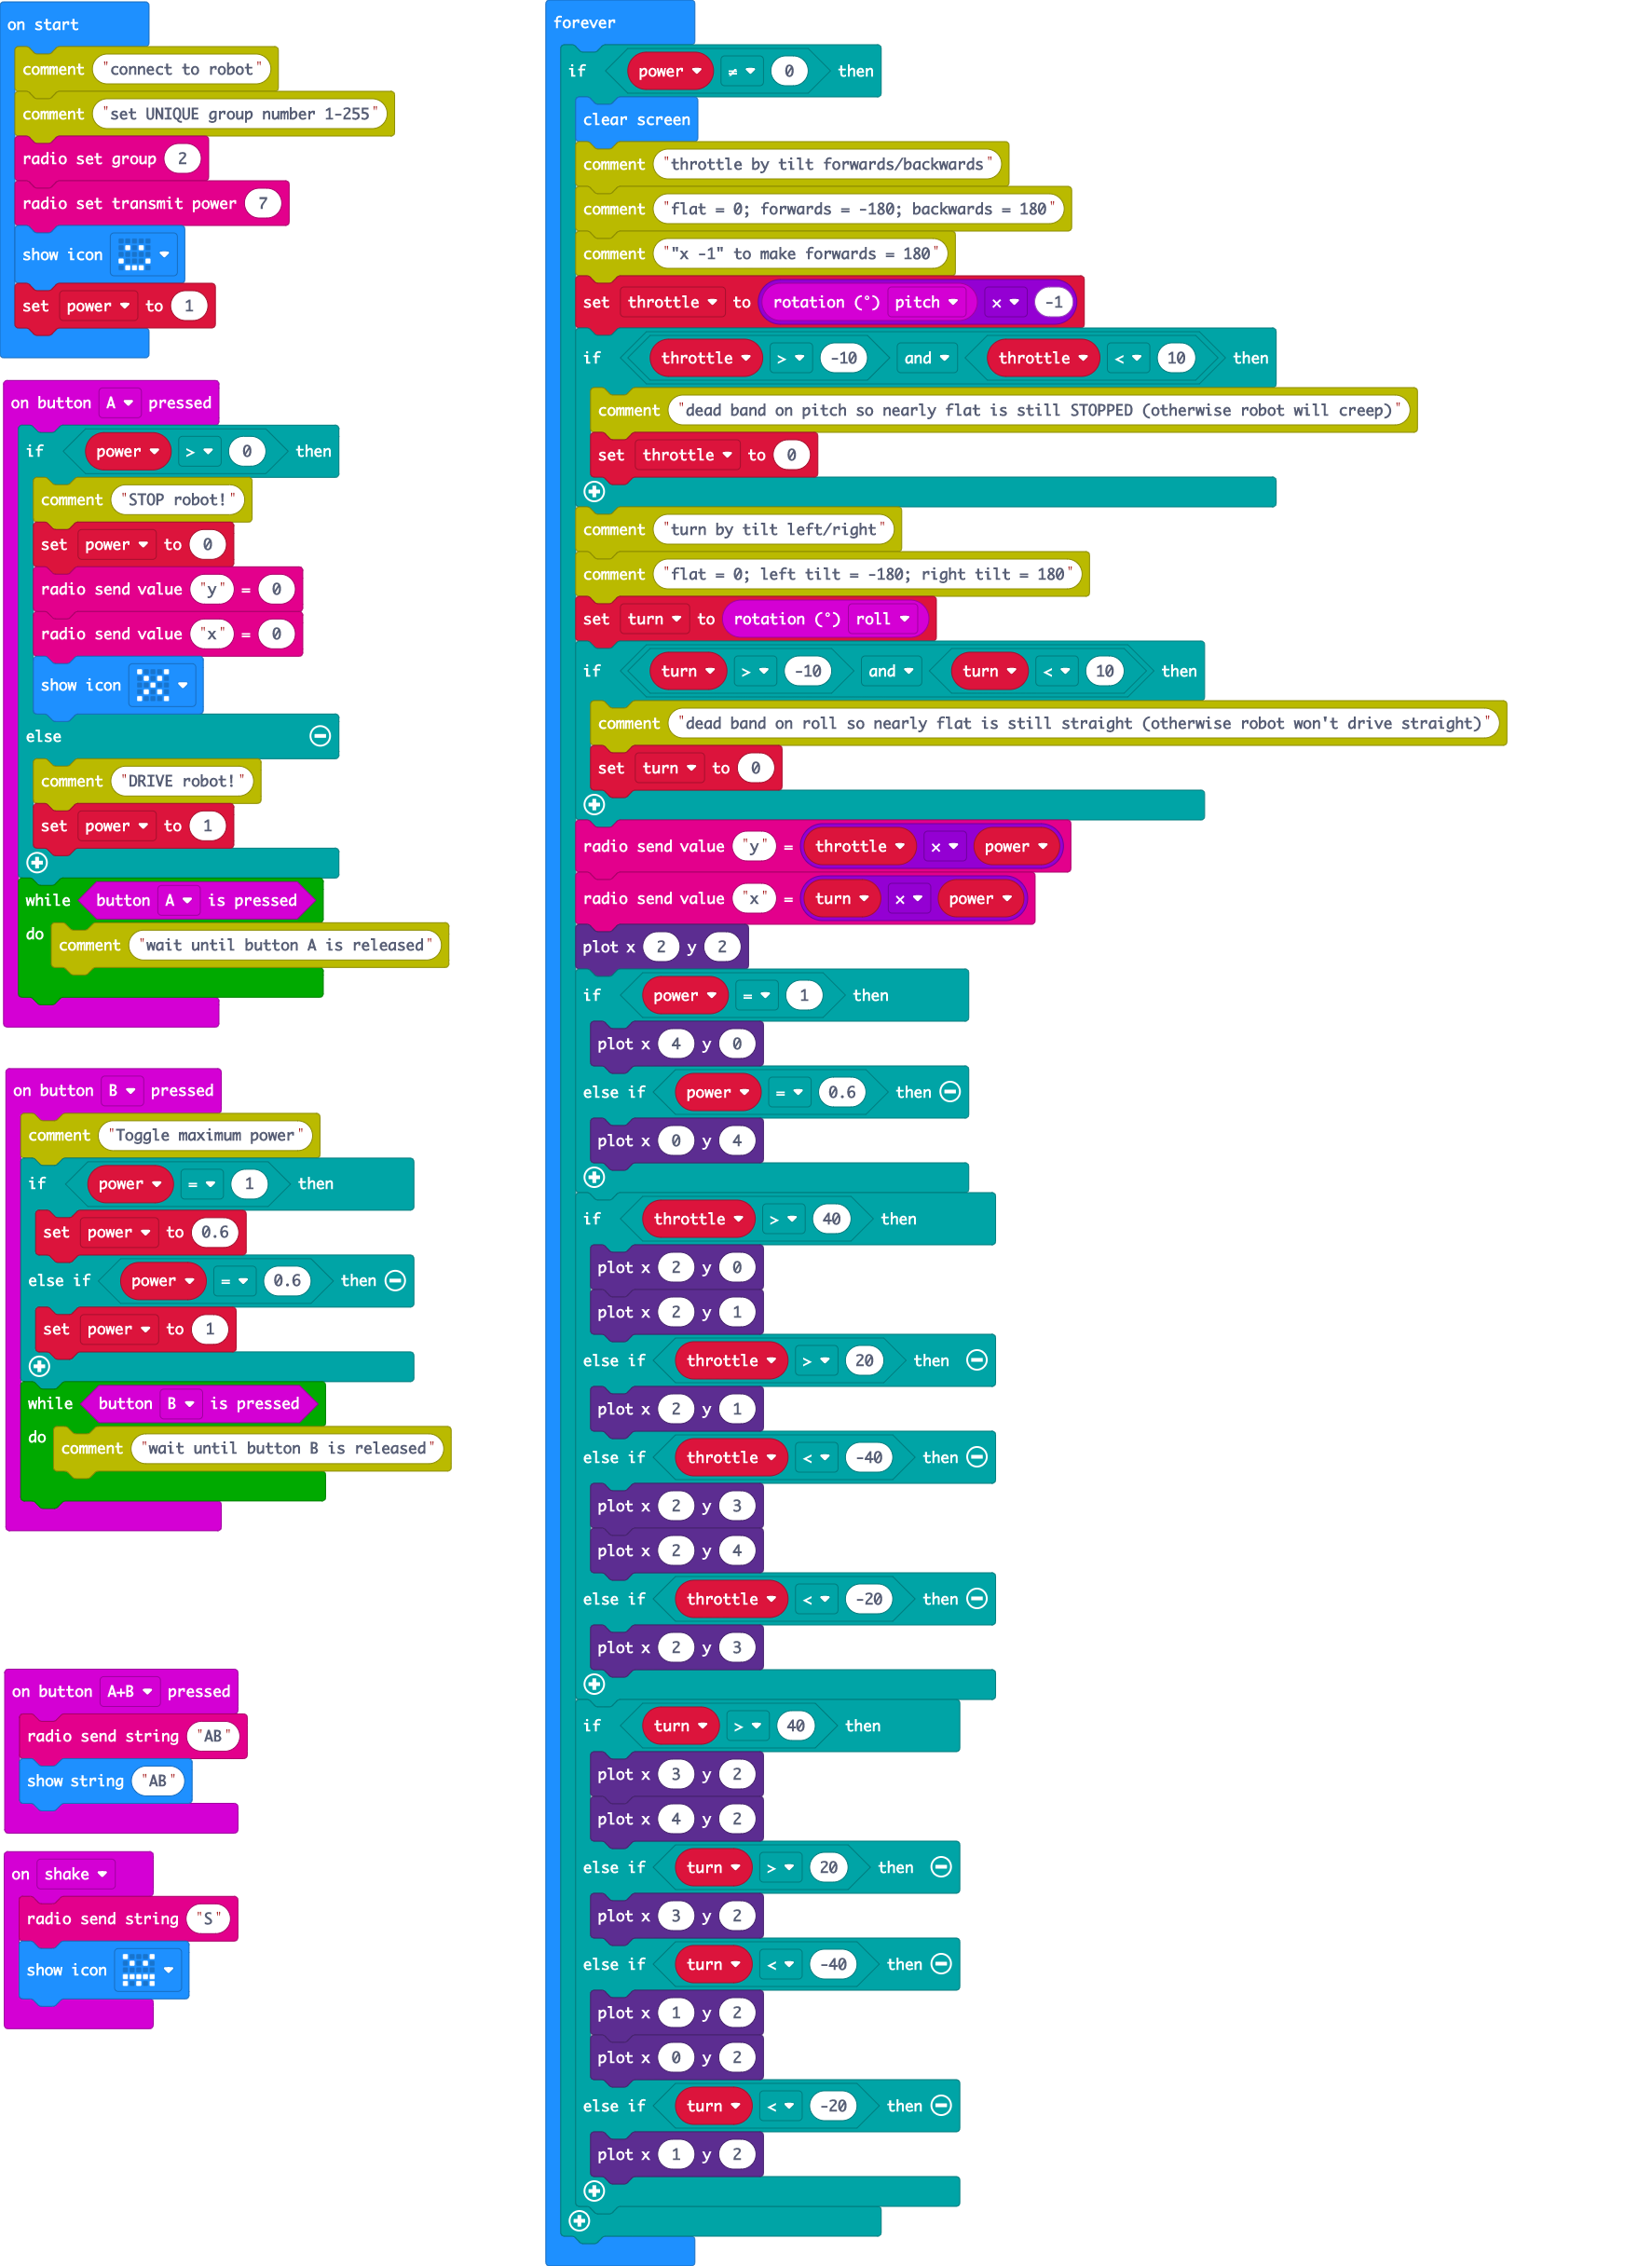 on start
comment "connect to robot"
comment "set UNIQUE group number 1-255"
radio set group 2
radio set transmit power 7
show icon
set power to 1
on button A pressed
if power > 0 then
comment "STOP robot!"
set power to 0
radio send value "y" = 0
radio send value "x" = 0
show icon
else
comment "DRIVE robot!"
set power to 1
while button A is pressed
do comment "wait until button A is released"
on button B pressed
comment "Toggle maximum power"
if power = 1 then
set power to 0.6
else if power = 0.6 then
set power to 1
while button B is pressed
do comment "wait until button B is released"
on button A+B pressed
radio send string "AB"
show string "AB"
on shake
radio send string "S"
show icon
forever
if power ≠ 0 then
clear screen
comment "throttle by tilt forwards/backwards"
comment "flat = 0; forwards = -180; backwards = 180"
comment ""x -1" to make forwards = 180"
set throttle to rotation (°) pitch × -1
if throttle > -10 and throttle < 10 then
comment "dead band on pitch so nearly flat is still STOPPED (otherwise robot will creep)"
set throttle to 0
comment "turn by tilt left/right"
comment "flat = 0; left tilt = -180; right tilt = 180"
set turn to rotation (°) roll
if turn > -10 and turn < 10 then
comment "dead band on roll so nearly flat is still straight (otherwise robot won't drive straight)"
set turn to 0
radio send value "y" = throttle × power
radio send value "x" = turn × power
plot x 2 y 2
if power = 1 then
plot x 4 y 0
else if power = 0.6 then
plot x 0 y 4
if throttle > 40 then
plot x 2 y 0
plot x 2 y 1
else if throttle > 20 then
plot x 2 y 1
else if throttle < -40 then
plot x 2 y 3
plot x 2 y 4
else if throttle < -20 then
plot x 2 y 3
if turn > 40 then
plot x 3 y 2
plot x 4 y 2
else if turn > 20 then
plot x 3 y 2
else if turn < -40 then
plot x 1 y 2
plot x 0 y 2
else if turn < -20 then
plot x 1 y 2